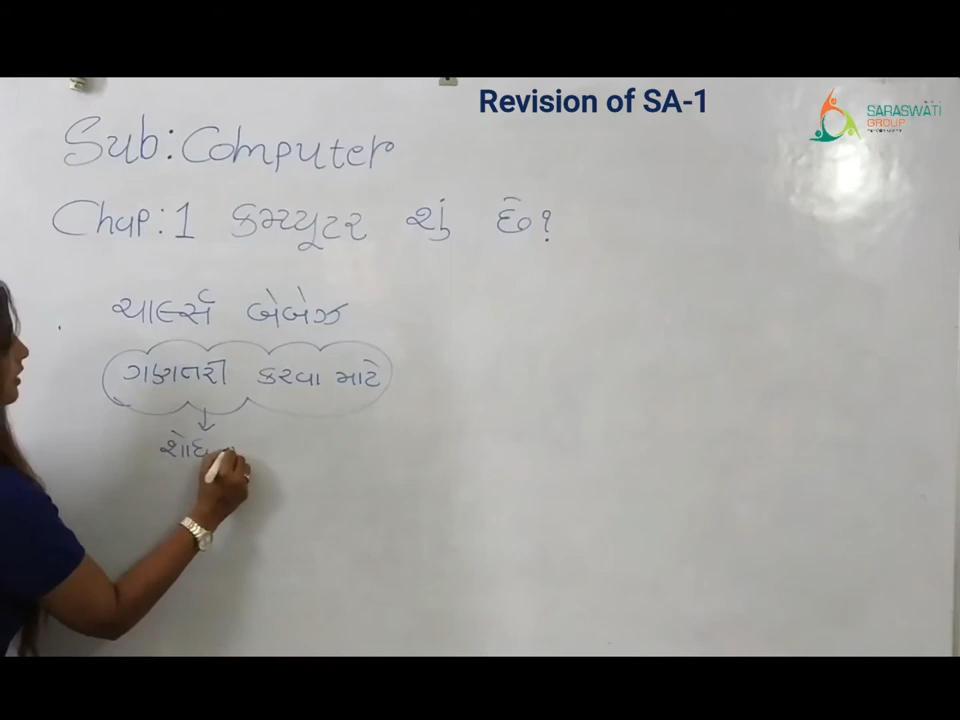 Revision of SA-1
SARASWATI
GROUP
Sub: Computer
Chap: 1 કમ્પ્યૂટર શું છે?
ચાર્લ્સ બેબેઝ
ગણતરી કરવા માટે
શોધ